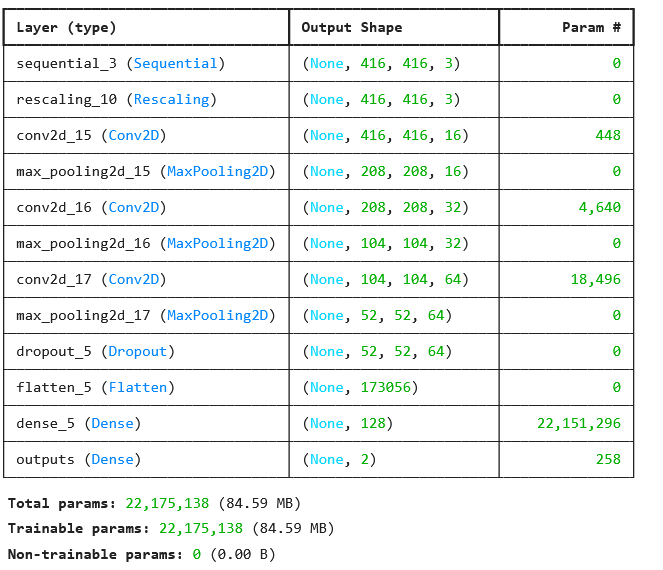 Layer (type) Output Shape Param #
sequential_3 (Sequential) (None, 416, 416, 3) 0
rescaling_10 (Rescaling) (None, 416, 416, 3) 0
conv2d_15 (Conv2D) (None, 416, 416, 16) 448
max_pooling2d_15 (MaxPooling2D) (None, 208, 208, 16) 0
conv2d_16 (Conv2D) (None, 208, 208, 32) 4,640
max_pooling2d_16 (MaxPooling2D) (None, 104, 104, 32) 0
conv2d_17 (Conv2D) (None, 104, 104, 64) 18,496
max_pooling2d_17 (MaxPooling2D) (None, 52, 52, 64) 0
dropout_5 (Dropout) (None, 52, 52, 64) 0
flatten_5 (Flatten) (None, 173056) 0
dense_5 (Dense) (None, 128) 22,151,296
outputs (Dense) (None, 2) 258
Total params: 22,175,138 (84.59 MB)
Trainable params: 22,175,138 (84.59 MB)
Non-trainable params: 0 (0.00 B)